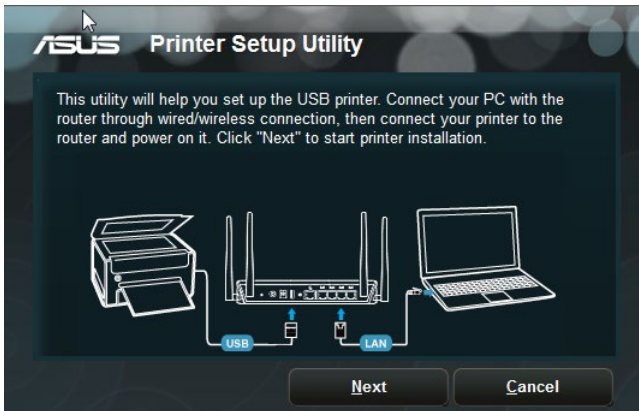 ASUS Printer Setup Utility
This utility will help you set up the USB printer. Connect your PC with the
router through wired/wireless connection, then connect your printer to the
router and power on it. Click "Next" to start printer installation.
USB LAN
Next Cancel